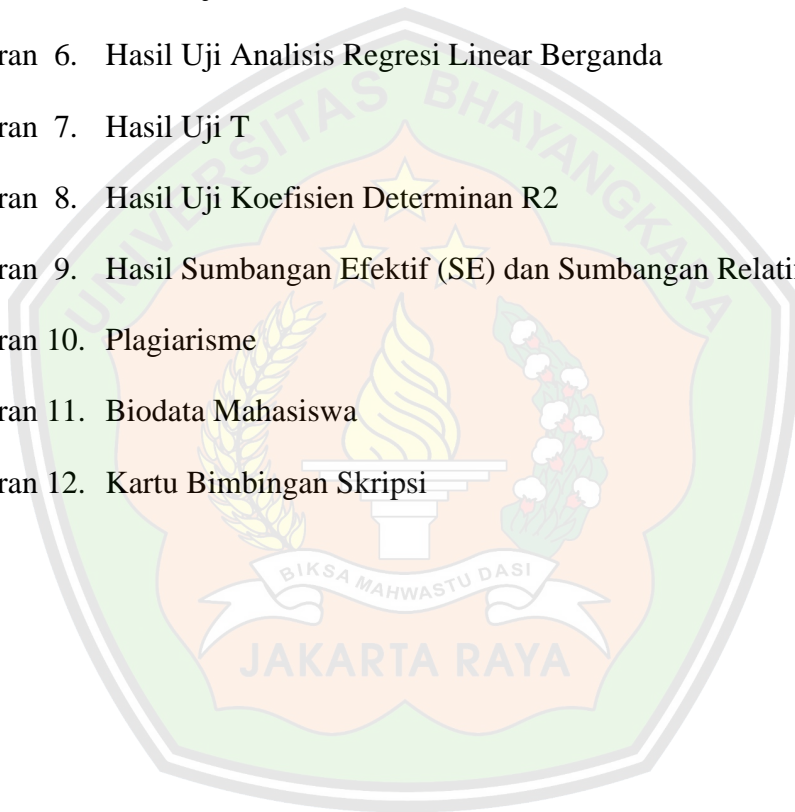 ran 6. Hasil Uji Analisis Regresi Linear Berganda
ran 7. Hasil Uji T
ran 8. Hasil Uji Koefisien Determinan R2
ran 9. Hasil Sumbangan Efektif (SE) dan Sumbangan Relatif
ran 10. Plagiarisme
ran 11. Biodata Mahasiswa
ran 12. Kartu Bimbingan Skripsi
UNIVERSITAS BHAYANGKARA
BIKSA MAHWASTU DASI
JAKARTA RAYA